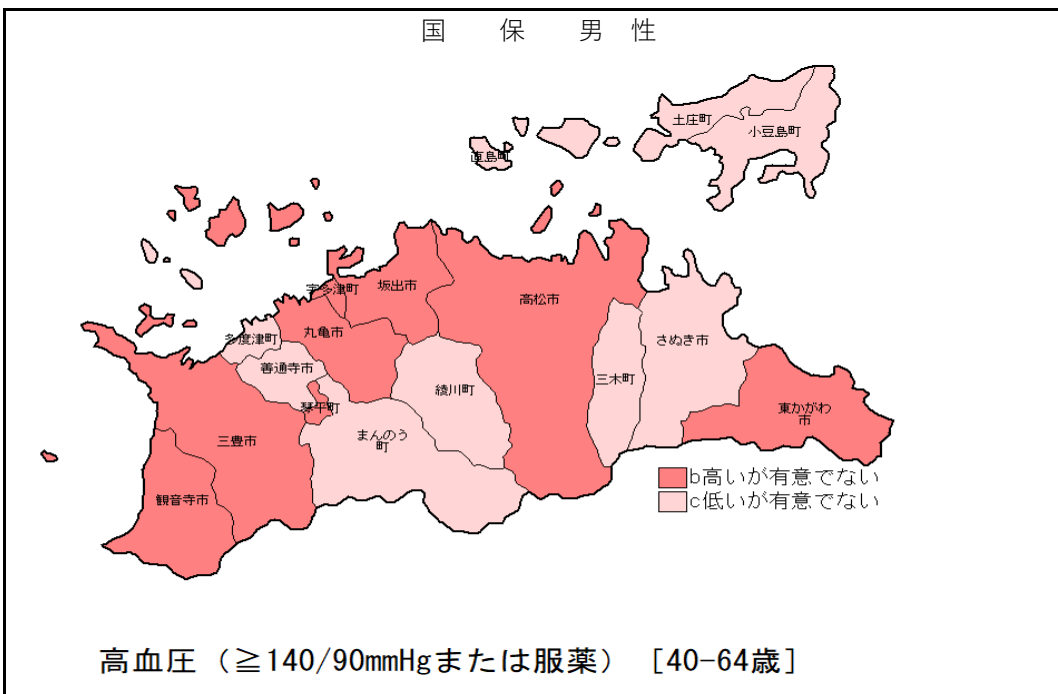 国 保 男 性
土庄町
小豆島町
直島町
宇多津町
坂出市
高松市
丸亀市
多度津町
さぬき市
善通寺市
三木町
綾川町
琴平町
東かがわ
市
まんのう
町
三豊市
観音寺市
b高いが有意でない
c低いが有意でない
高血圧（≧140/90mmHgまたは服薬）［40-64歳］